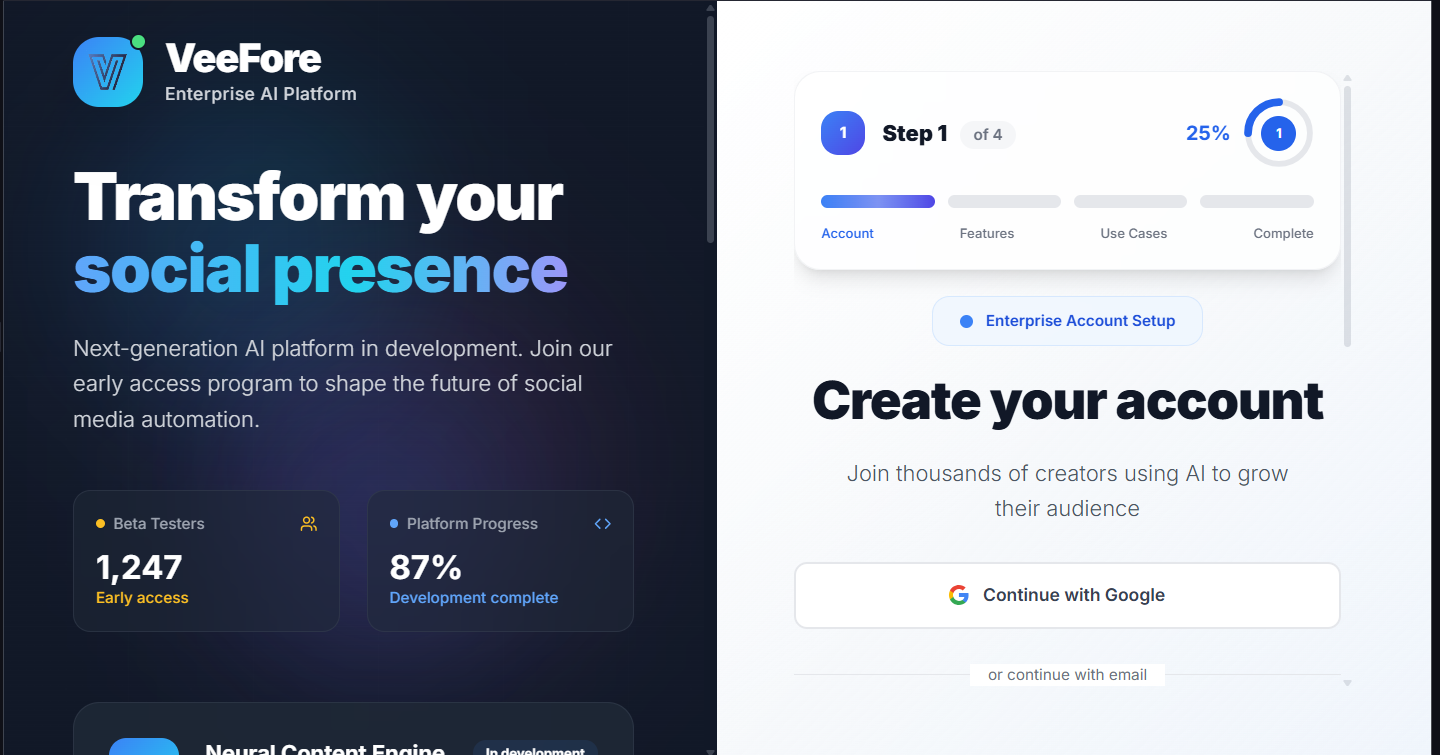 VeeFore
Enterprise AI Platform
Transform your
social presence
Next-generation AI platform in development. Join our
early access program to shape the future of social
media automation.
Beta Testers
1,247
Early access
Platform Progress
87%
Development complete
Neural Content Engine
In development
1
Step 1
of 4
25%
1
Account
Features
Use Cases
Complete
Enterprise Account Setup
Create your account
Join thousands of creators using AI to grow
their audience
Continue with Google
or continue with email